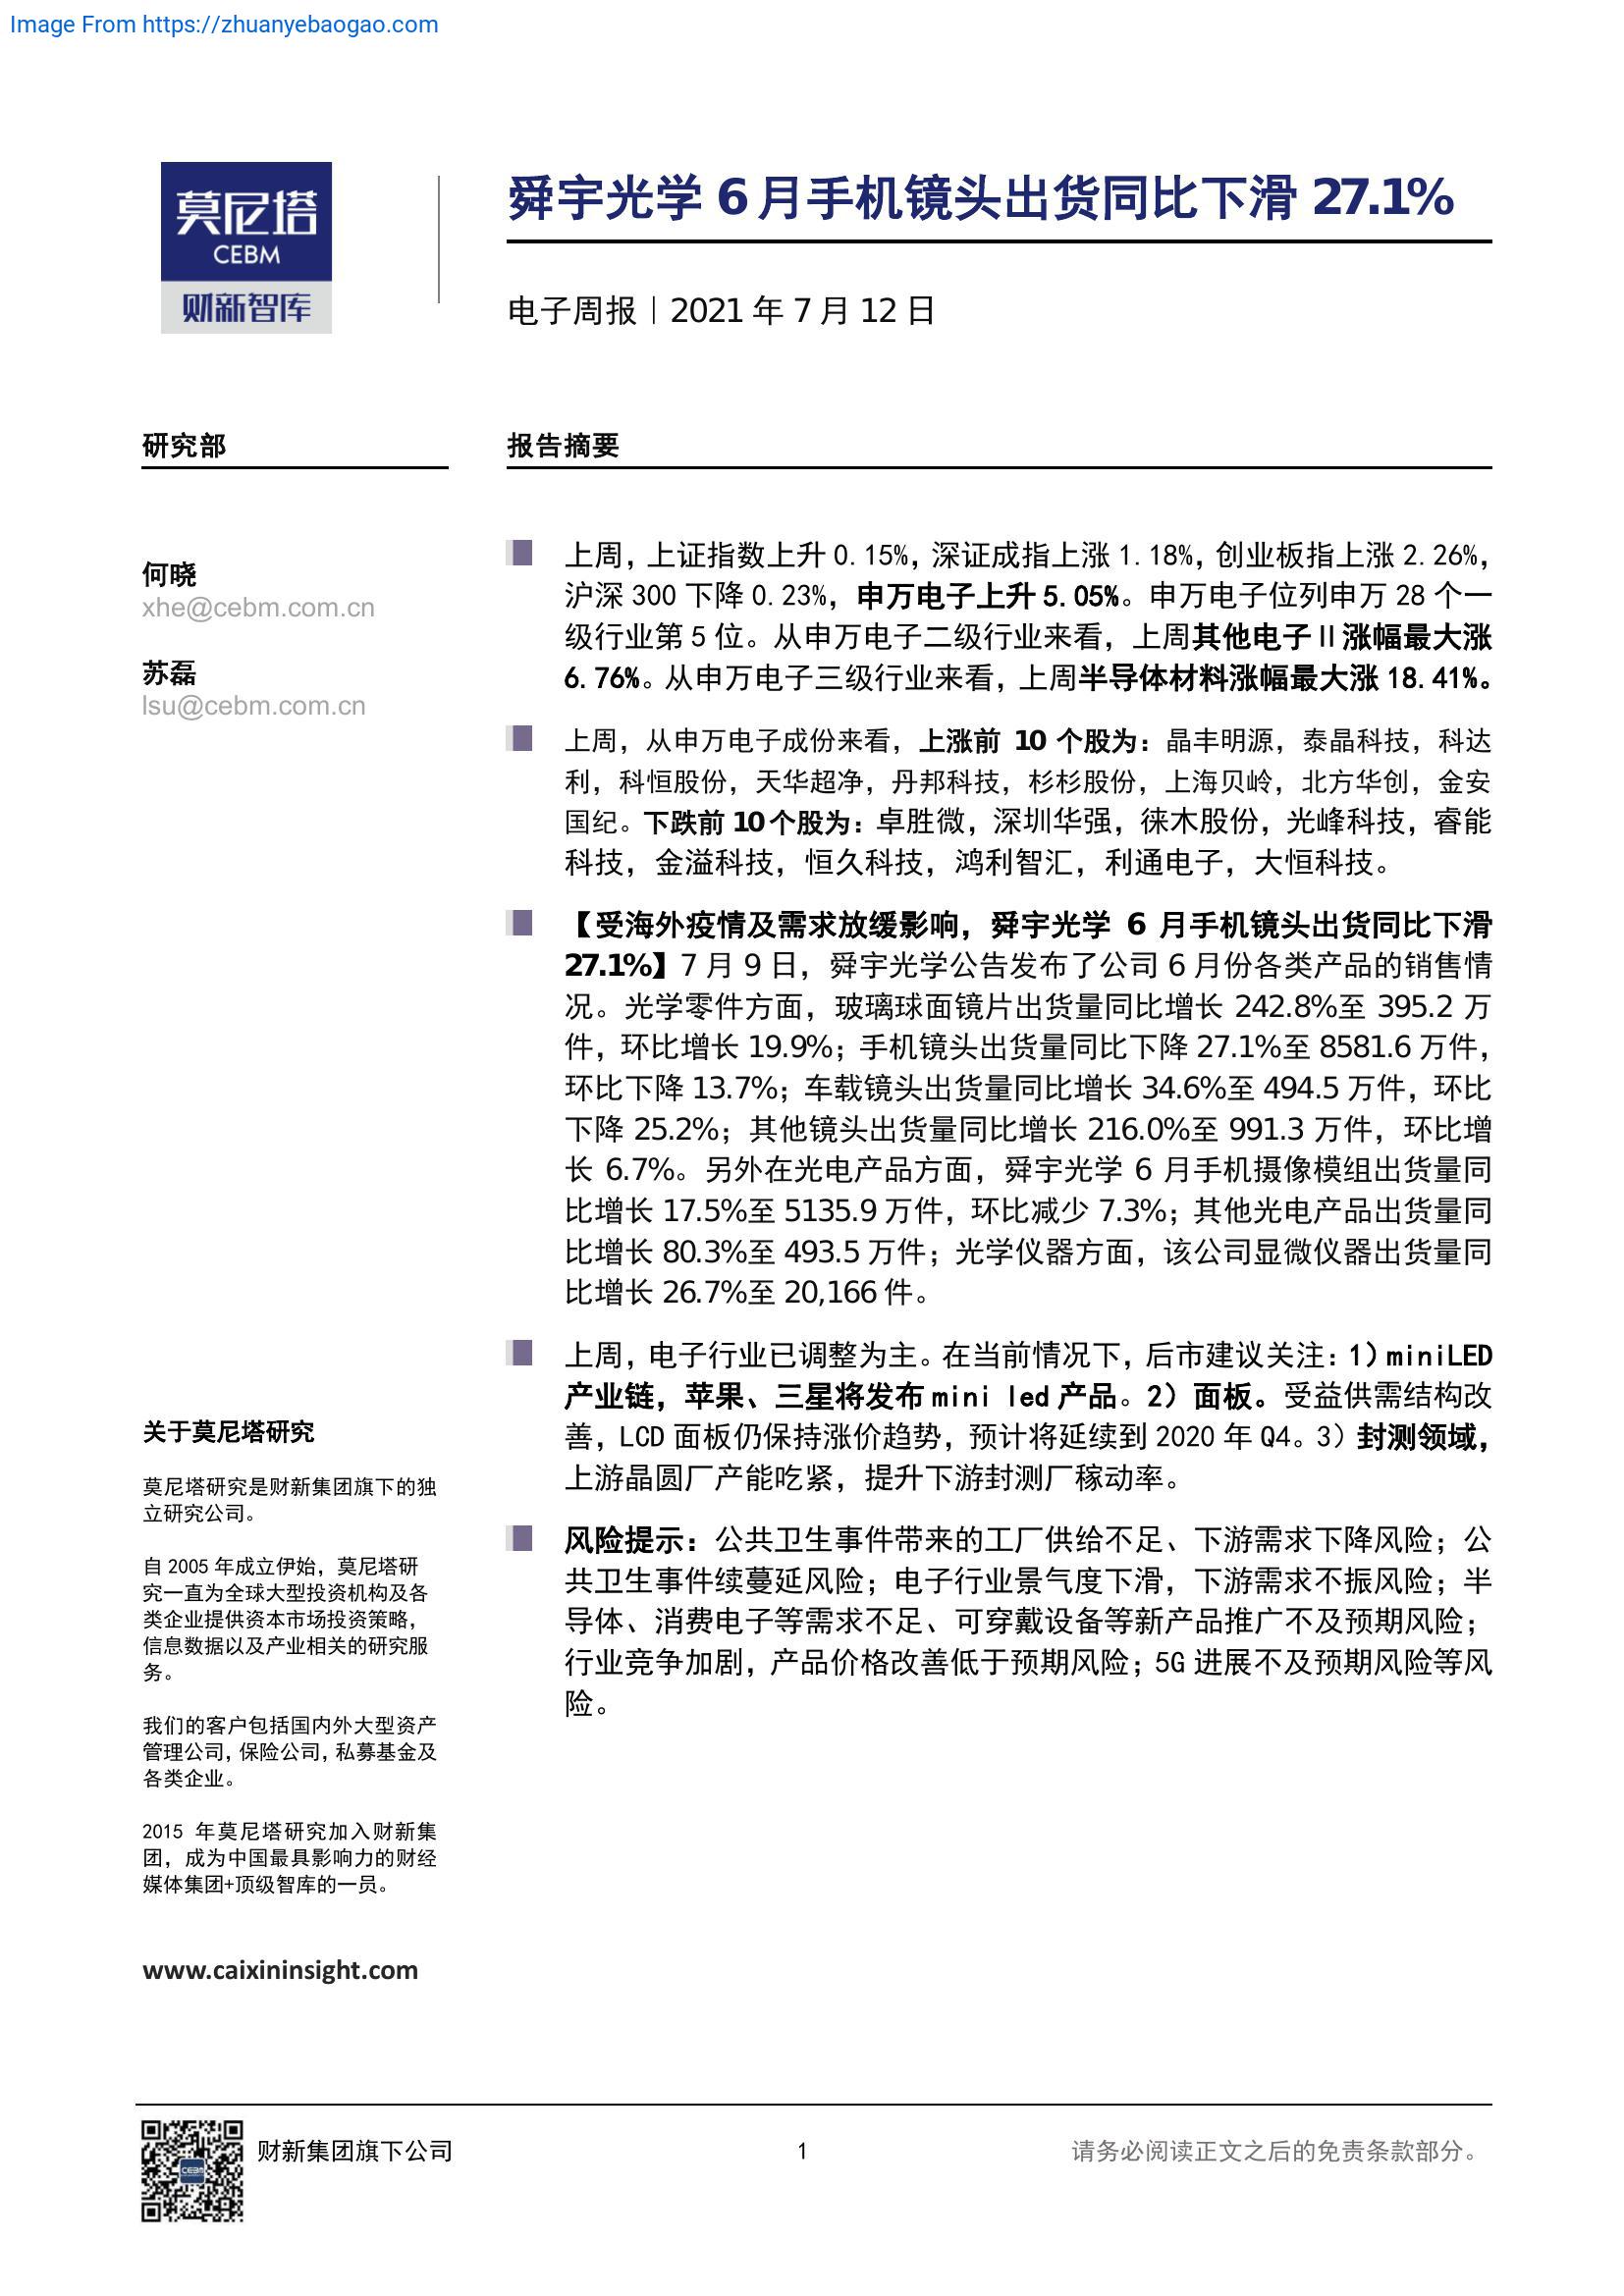 Image From https://zhuanyebaogao.com
莫尼塔
CEBM
财新智库
舜宇光学 6 月手机镜头出货同比下滑 27.1%
电子周报︱2021 年 7 月 12 日
研究部
何晓
xhe@cebm.com.cn
苏磊
lsu@cebm.com.cn
报告摘要
上周，上证指数上升 0.15%，深证成指上涨 1.18%，创业板指上涨 2.26%，
沪深 300 下降 0.23%，申万电子上升 5.05%。申万电子位列申万 28 个一
级行业第 5 位。从申万电子二级行业来看，上周其他电子Ⅱ涨幅最大涨
6.76%。从申万电子三级行业来看，上周半导体材料涨幅最大涨 18.41%。
上周，从申万电子成份来看，上涨前 10 个股为：晶丰明源，泰晶科技，科达
利，科恒股份，天华超净，丹邦科技，杉杉股份，上海贝岭，北方华创，金安
国纪。下跌前 10 个股为：卓胜微，深圳华强，徕木股份，光峰科技，睿能
科技，金溢科技，恒久科技，鸿利智汇，利通电子，大恒科技。
【受海外疫情及需求放缓影响，舜宇光学 6 月手机镜头出货同比下滑
27.1%】7 月 9 日，舜宇光学公告发布了公司 6 月份各类产品的销售情
况。光学零件方面，玻璃球面镜片出货量同比增长 242.8%至 395.2 万
件，环比增长 19.9%；手机镜头出货量同比下降 27.1%至 8581.6 万件，
环比下降 13.7%；车载镜头出货量同比增长 34.6%至 494.5 万件，环比
下降 25.2%；其他镜头出货量同比增长 216.0%至 991.3 万件，环比增
长 6.7%。另外在光电产品方面，舜宇光学 6 月手机摄像模组出货量同
比增长 17.5%至 5135.9 万件，环比减少 7.3%；其他光电产品出货量同
比增长 80.3%至 493.5 万件；光学仪器方面，该公司显微仪器出货量同
比增长 26.7%至 20,166 件。
上周，电子行业已调整为主。在当前情况下，后市建议关注：1）miniLED
产业链，苹果、三星将发布 mini led 产品。2）面板。受益供需结构改
善，LCD 面板仍保持涨价趋势，预计将延续到 2020 年 Q4。3）封测领域，
上游晶圆厂产能吃紧，提升下游封测厂稼动率。
风险提示：公共卫生事件带来的工厂供给不足、下游需求下降风险；公
共卫生事件续蔓延风险；电子行业景气度下滑，下游需求不振风险；半
导体、消费电子等需求不足、可穿戴设备等新产品推广不及预期风险；
行业竞争加剧，产品价格改善低于预期风险；5G 进展不及预期风险等风
险。
关于莫尼塔研究
莫尼塔研究是财新集团旗下的独
立研究公司。
自 2005 年成立伊始，莫尼塔研
究一直为全球大型投资机构及各
类企业提供资本市场投资策略，
信息数据以及产业相关的研究服
务。
我们的客户包括国内外大型资产
管理公司，保险公司，私募基金及
各类企业。
2015 年莫尼塔研究加入财新集
团，成为中国最具影响力的财经
媒体集团+顶级智库的一员。
www.caixininsight.com
CEBM
财新集团旗下公司
1
请务必阅读正文之后的免责条款部分。